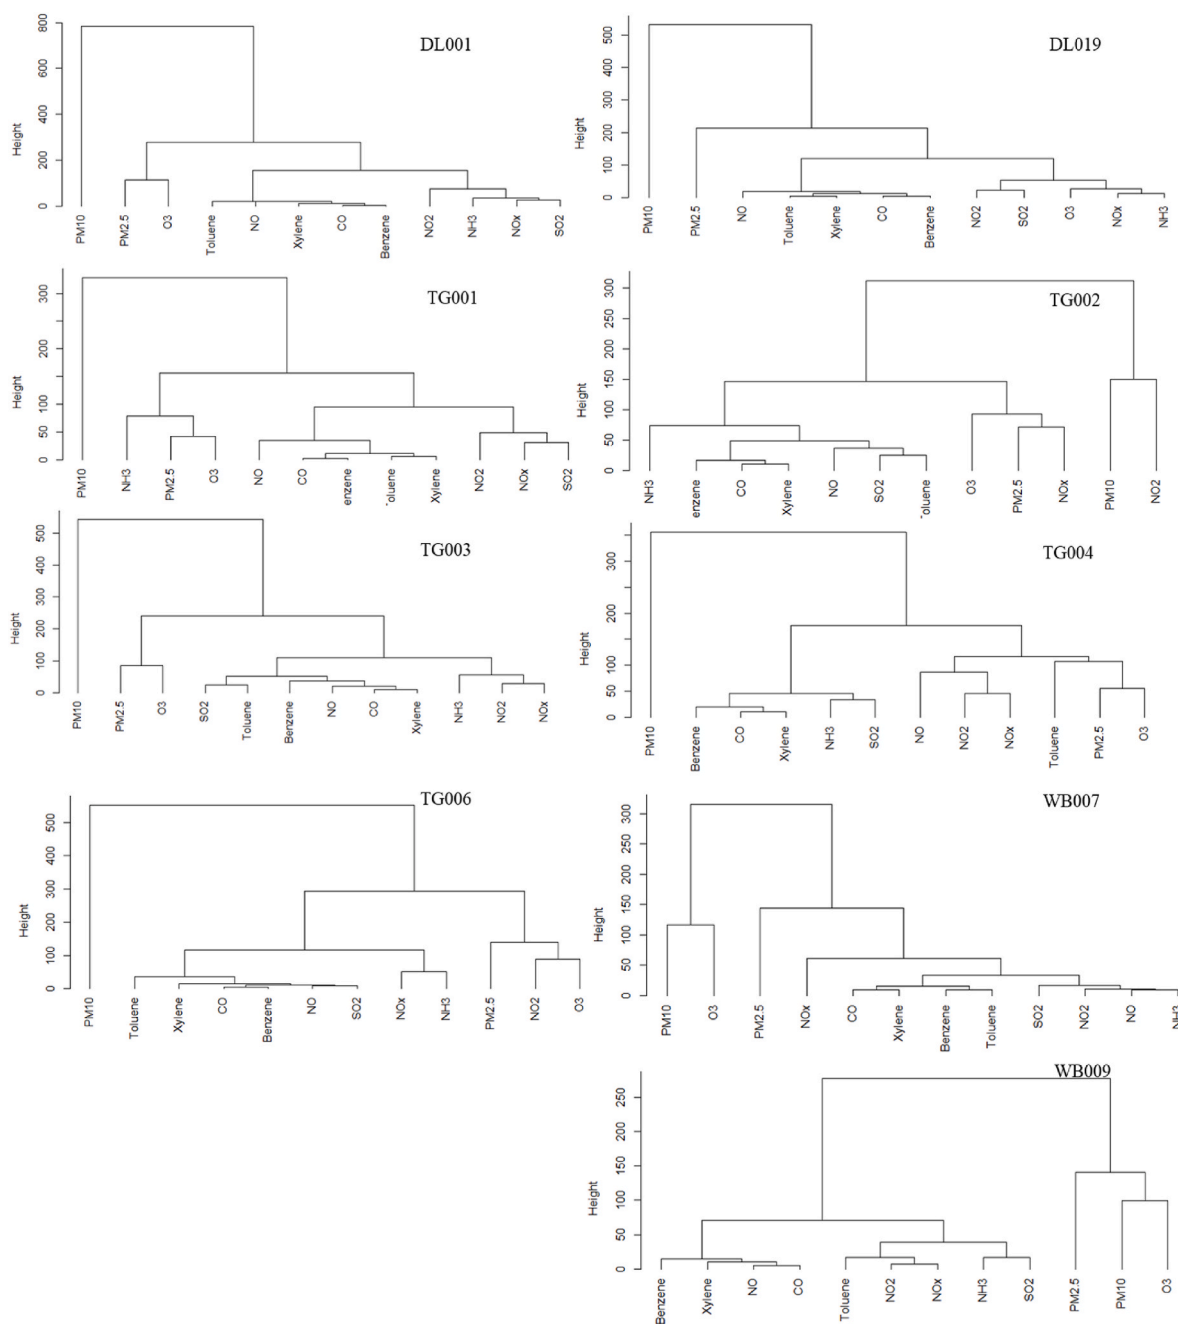 DL001
Height
0
200
400
600
800
PM10
PM2.5
O3
Toluene
NO
Xylene
CO
Benzene
NO2
NH3
NOx
SO2
DL019
Height
0
100
200
300
400
500
PM10
PM2.5
NO
Toluene
Xylene
CO
Benzene
NO2
SO2
O3
NOx
NH3
TG001
Height
0
50
100
200
300
PM10
NH3
PM2.5
O3
NO
CO
enzene
oluene
Xylene
NO2
NOx
SO2
TG002
Height
0
50
100
150
200
250
300
NH3
enzene
CO
Xylene
NO
SO2
oluene
O3
PM2.5
NOx
PM10
NO2
TG003
Height
0
100
200
300
400
500
PM10
PM2.5
O3
SO2
Toluene
Benzene
NO
CO
Xylene
NH3
NO2
NOx
TG004
Height
0
50
100
200
300
PM10
Benzene
CO
Xylene
NH3
SO2
NO
NO2
NOx
Toluene
PM2.5
O3
TG006
Height
0
100
200
300
400
500
PM10
Toluene
Xylene
CO
Benzene
NO
SO2
NOx
NH3
PM2.5
NO2
O3
WB007
Height
0
50
100
150
200
250
300
PM10
O3
PM2.5
NOx
CO
Xylene
Benzene
Toluene
SO2
NO2
NO
NH3
WB009
Height
0
50
100
150
200
250
Benzene
Xylene
NO
CO
Toluene
NO2
NOx
NH3
SO2
PM2.5
PM10
O3